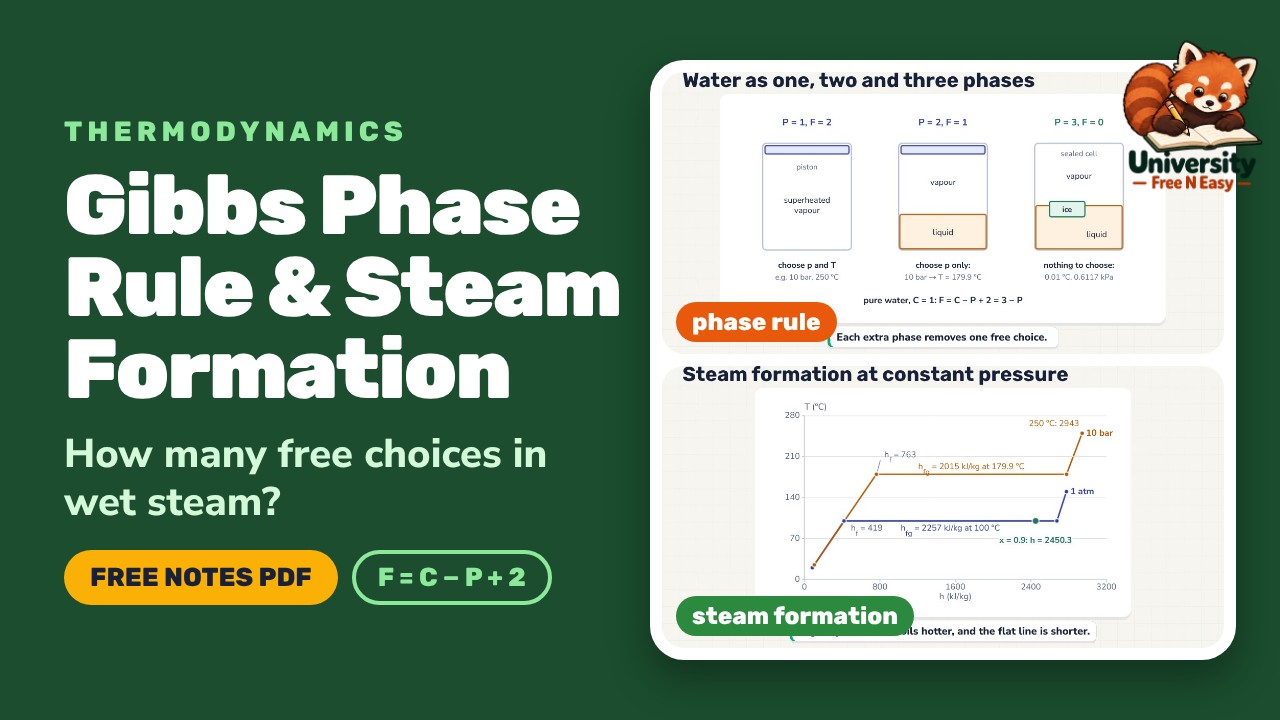 THERMODYNAMICS
Gibbs Phase
Rule & Steam
Formation
How many free choices in
wet steam?
FREE NOTES PDF
F = C – P + 2
Water as one, two and three phases
P = 1, F = 2
P = 2, F = 1
P = 3, F = 0
piston
superheated
vapour
vapour
liquid
sealed cell
vapour
ice
liquid
choose p and T
e.g. 10 bar, 250 °C
choose p only:
10 bar → T = 179.9 °C
nothing to choose:
0.01 °C, 0.6117 kPa
pure water, C = 1: F = C – P + 2 = 3 – P
phase rule
Each extra phase removes one free choice.
University
Free N Easy
Steam formation at constant pressure
T (°C)
280
210
140
70
0
0
800
1600
2400
3200
h (kJ/kg)
250 °C: 2943
10 bar
hf = 763
hfg = 2015 kJ/kg at 179.9 °C
1 atm
hf = 419
hfg = 2257 kJ/kg at 100 °C
x = 0.9: h = 2450.3
steam formation
hotter, and the flat line is shorter.